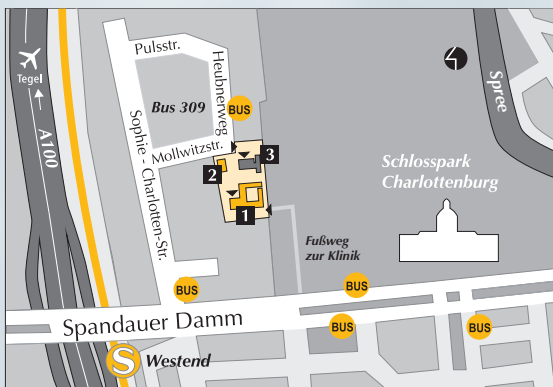 Pulsstr.
Tegel
A100
Heubnerweg
Bus 309
BUS
Sophie - Charlotten-Str.
Mollwitzstr.
3
2
1
Spree
Schlosspark
Charlottenburg
Fußweg
zur Klinik
BUS
BUS
Spandauer Damm
BUS
BUS
S
Westend